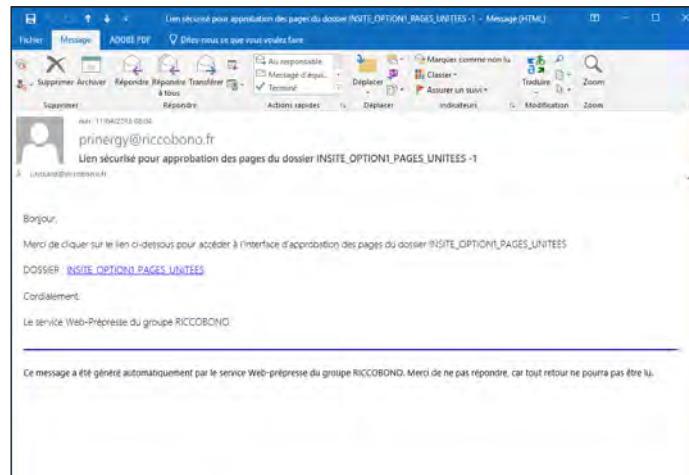 Lien sécurisé pour approbation des pages du dossier INSITE_OPTION1_PAGES_UNITEES -1 - Message (HTML)
Fichier Message ADOBE PDF Dites-nous ce que vous voulez faire
Supprimer Archiver Répondre Répondre à tous Transférer
Au responsable
Message d'équi...
Terminé
Déplacer
Marquer comme non lu
Classer
Assurer un suivi
Traduire
Zoom
Supprimer Répondre Actions rapides Déplacer Indicateurs Modification Zoom
prinergy@riccobono.fr
Lien sécurisé pour approbation des pages du dossier INSITE_OPTION1_PAGES_UNITEES -1
Bonjour,
Merci de cliquer sur le lien ci-dessous pour accéder à l'interface d'approbation des pages du dossier INSITE_OPTION1_PAGES_UNITEES
DOSSIER : INSITE_OPTION1_PAGES_UNITEES
Cordialement.
Le service Web-Prépresse du groupe RICCOBONO
Ce message a été généré automatiquement par le service Web-prépresse du groupe RICCOBONO. Merci de ne pas répondre, car tout retour ne pourra pas être lu.